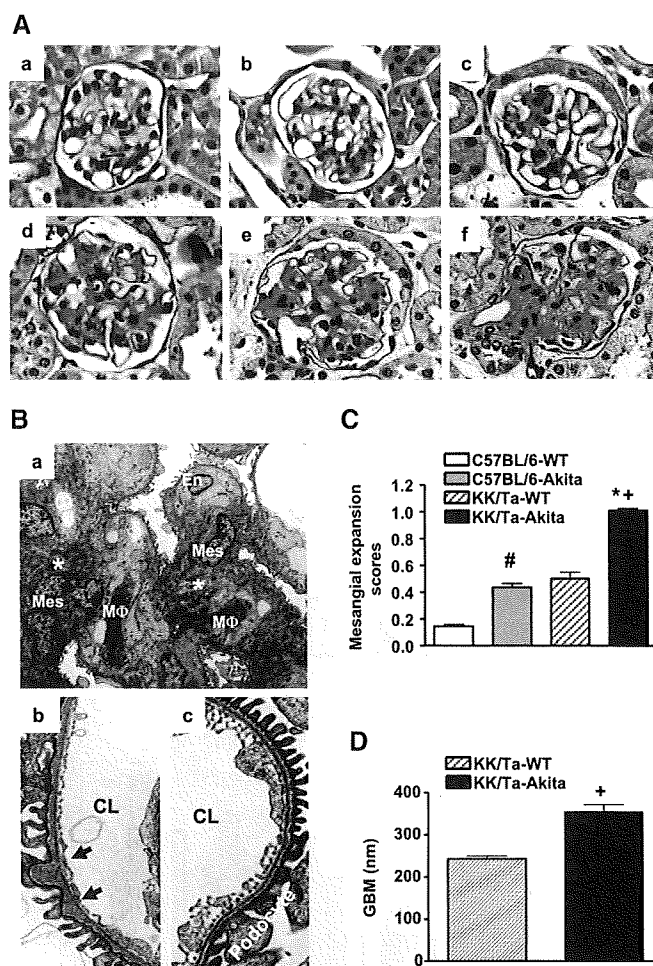 A
a
b
c
d
e
f
B
a
En
Mes
*
*
Mes
MΦ
MΦ
b
c
CL
CL
Podocyte
C
C57BL/6-WT
C57BL/6-Akita
KK/Ta-WT
KK/Ta-Akita
Mesangial expansion
scores
1.2
1.0
0.8
0.6
0.4
0.2
0.0
#
*+
D
KK/Ta-WT
KK/Ta-Akita
GBM (nm)
400
300
200
100
0
+